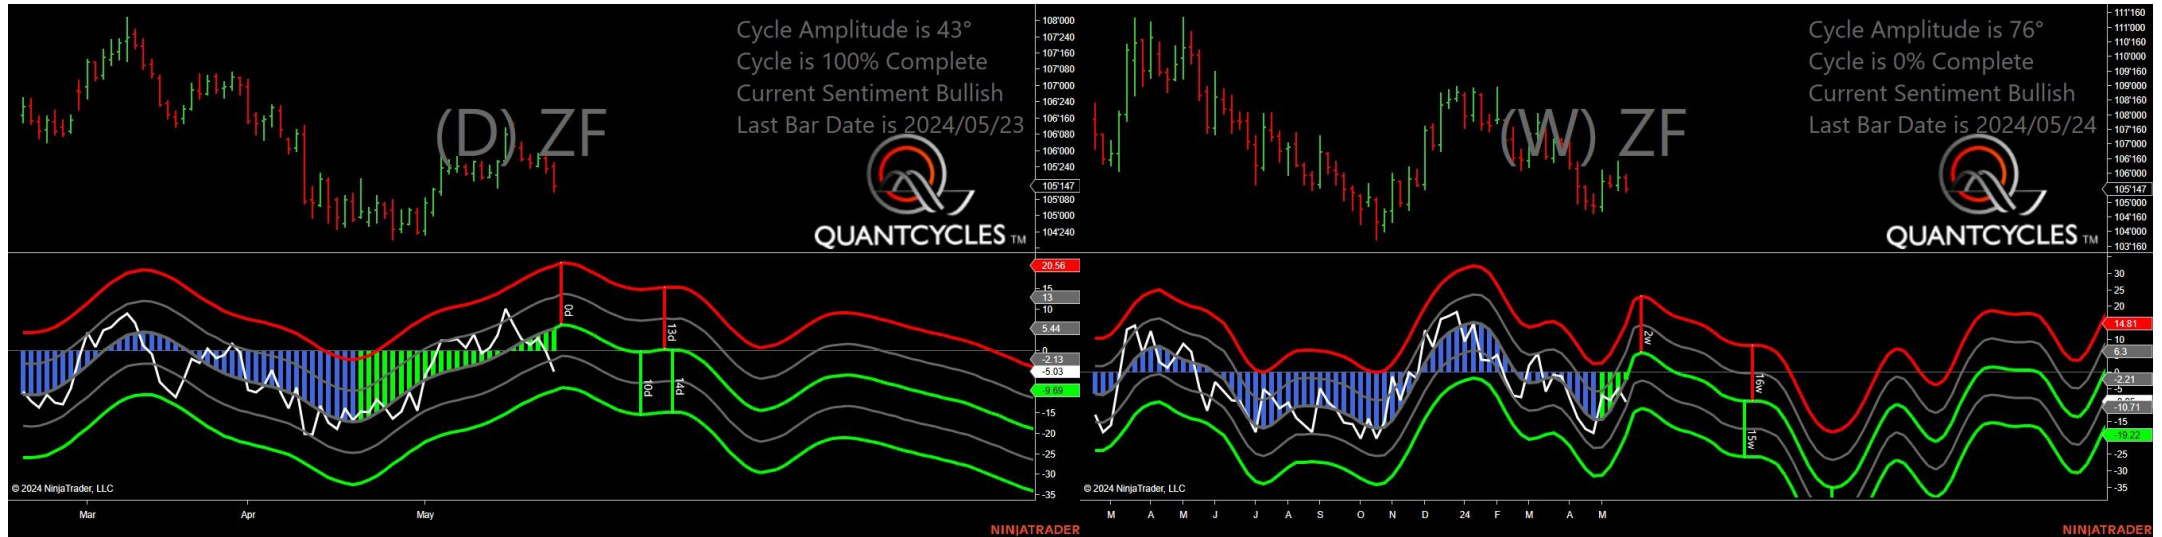 Cycle Amplitude is 43°
Cycle is 100% Complete
Current Sentiment Bullish
Last Bar Date is 2024/05/23
(D) ZF
QUANTCYCLES TM
108'000
107'240
107'160
107'080
107'000
106'240
106'160
106'080
106'000
105'240
105'147
105'080
105'000
104'240
20.56
15
13
10
5.44
0
-2.13
-5.03
-9.69
-15
-20
-25
-30
-35
0d
13d
10d
14d
© 2024 NinjaTrader, LLC
Mar
Apr
May
NINJATRADER
Cycle Amplitude is 76°
Cycle is 0% Complete
Current Sentiment Bullish
Last Bar Date is 2024/05/24
(W) ZF
QUANTCYCLES TM
111'160
111'000
110'160
110'000
109'160
109'000
108'160
108'000
107'160
107'000
106'160
106'000
105'147
105'000
104'160
104'000
103'160
30
25
20
14.81
10
6.3
0
-2.21
-5
-10.71
-15
-19.22
-25
-30
-35
2w
16w
15w
© 2024 NinjaTrader, LLC
M A M J J A S O N D 24 F M A M
NINJATRADER